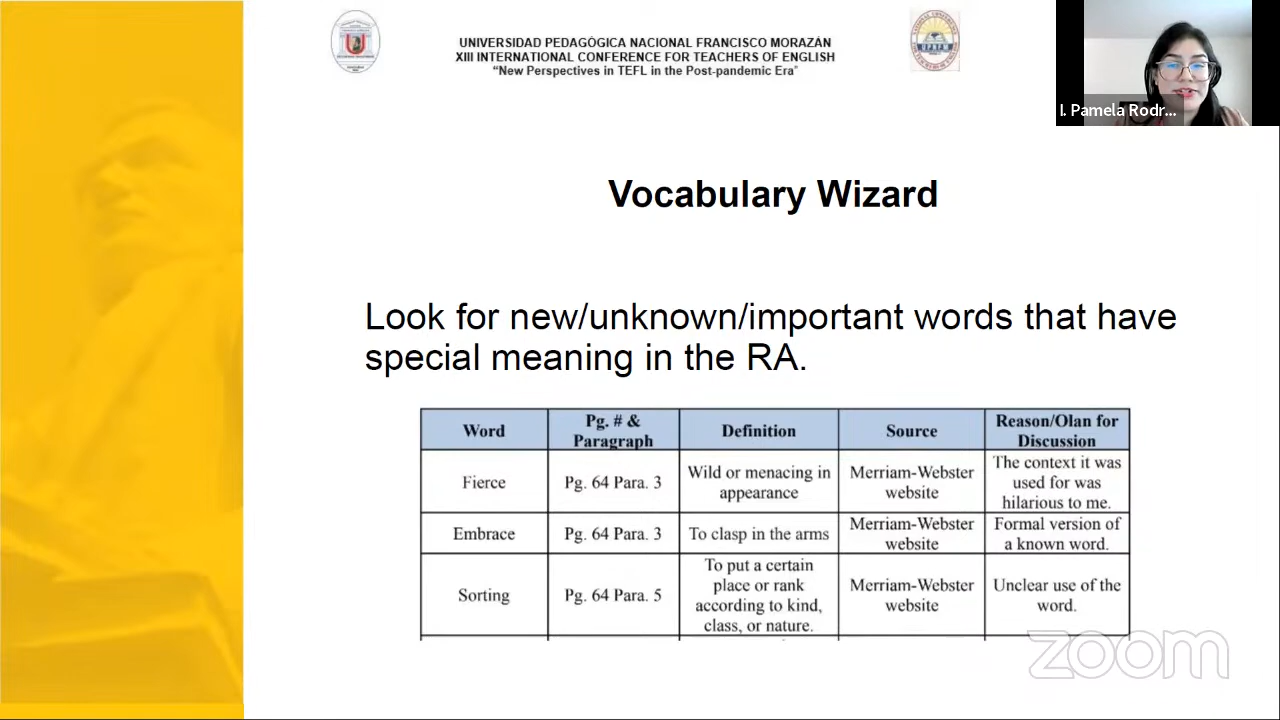 UNIVERSIDAD PEDAGÓGICA NACIONAL FRANCISCO MORAZÁN
XIII INTERNATIONAL CONFERENCE FOR TEACHERS OF ENGLISH
“New Perspectives in TEFL in the Post-pandemic Era”
I. Pamela Rodr...
Vocabulary Wizard
Look for new/unknown/important words that have
special meaning in the RA.
Word
Pg. # &
Paragraph
Definition
Source
Reason/Olan for
Discussion
Fierce
Pg. 64 Para. 3
Wild or menacing in
appearance
Merriam-Webster
website
The context it was
used for was
hilarious to me.
Embrace
Pg. 64 Para. 3
To clasp in the arms
Merriam-Webster
website
Formal version of
a known word.
Sorting
Pg. 64 Para. 5
To put a certain
place or rank
according to kind,
class, or nature.
Merriam-Webster
website
Unclear use of the
word.
zoom